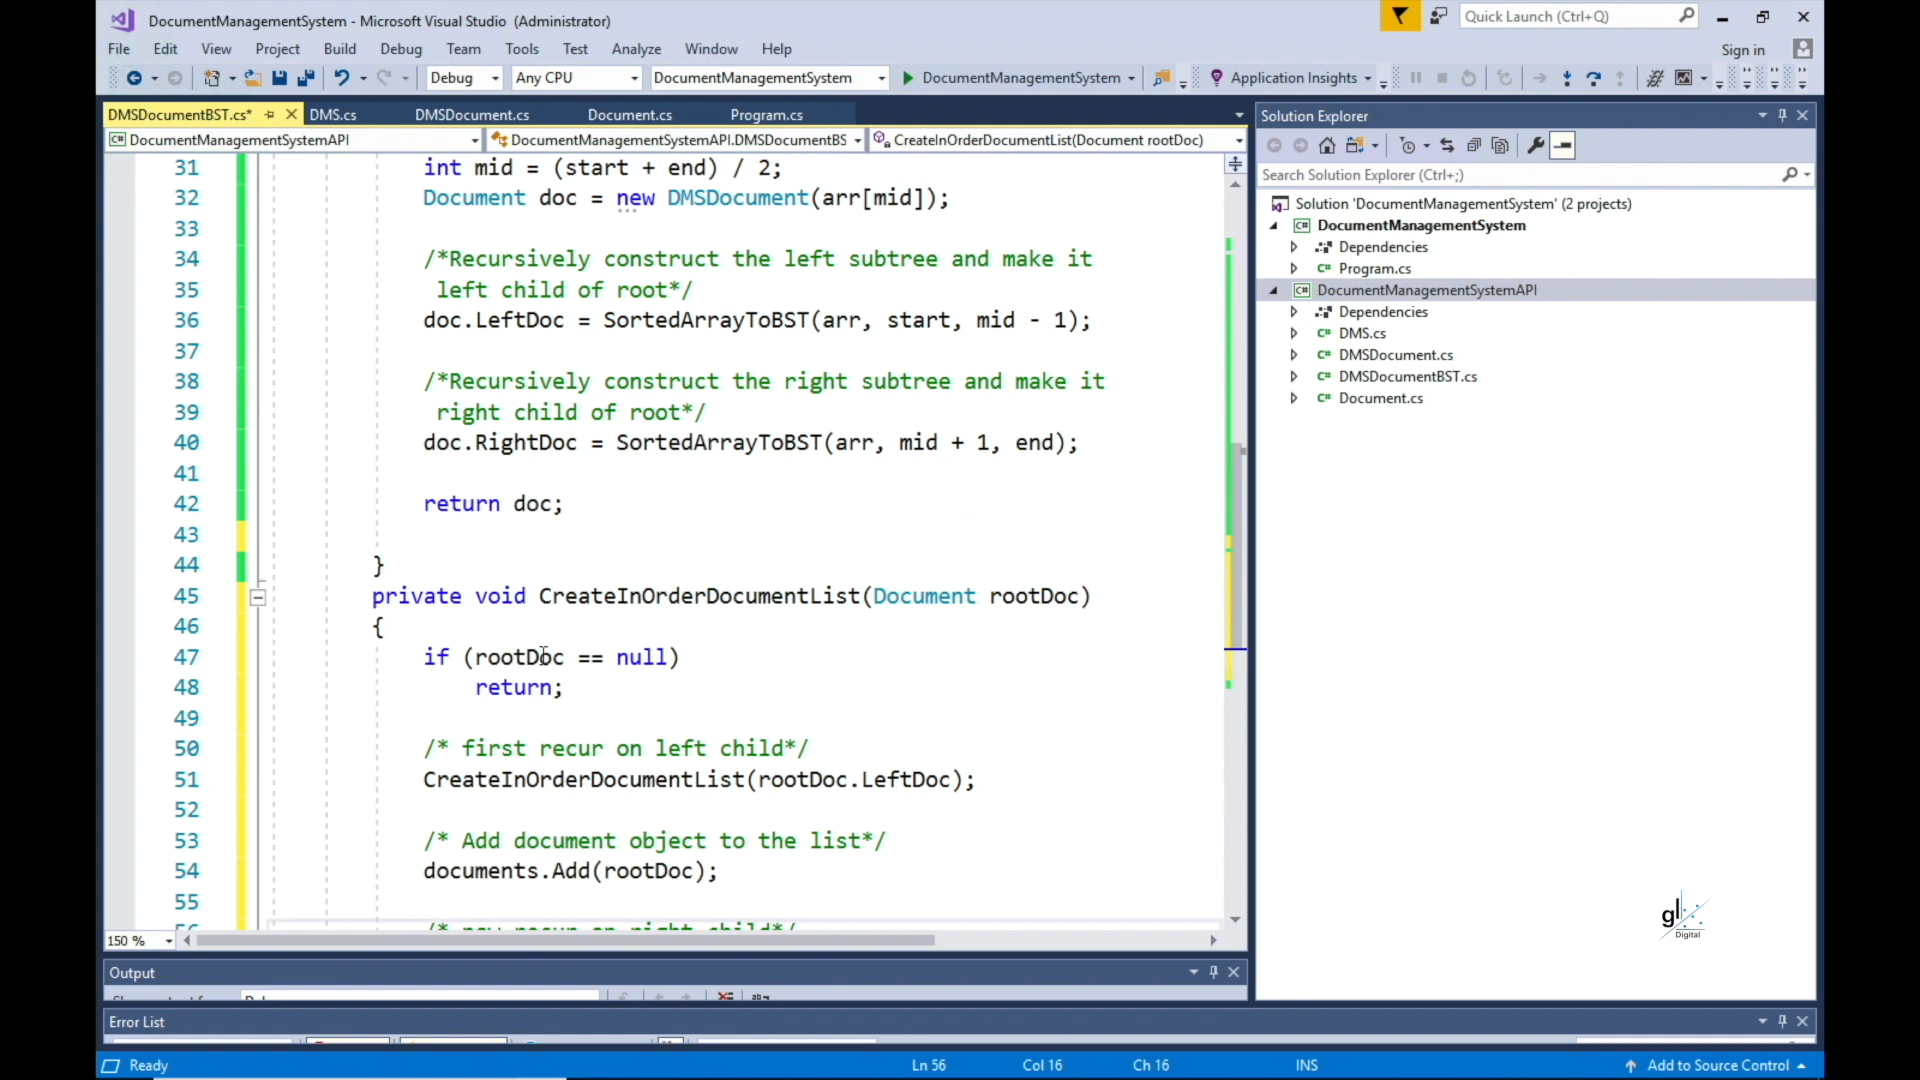 DocumentManagementSystem - Microsoft Visual Studio (Administrator)
Quick Launch (Ctrl+Q)
File Edit View Project Build Debug Team Tools Test Analyze Window Help
Sign in
Debug Any CPU DocumentManagementSystem DocumentManagementSystem Application Insights
DMSDocumentBST.cs* DMS.cs DMSDocument.cs Document.cs Program.cs
DocumentManagementSystemAPI DocumentManagementSystemAPI.DMSDocumentBS CreateInOrderDocumentList(Document rootDoc)
31 int mid = (start + end) / 2;
32 Document doc = new DMSDocument(arr[mid]);
33
34 /*Recursively construct the left subtree and make it
35 left child of root*/
36 doc.LeftDoc = SortedArrayToBST(arr, start, mid - 1);
37
38 /*Recursively construct the right subtree and make it
39 right child of root*/
40 doc.RightDoc = SortedArrayToBST(arr, mid + 1, end);
41
42 return doc;
43
44 }
45 private void CreateInOrderDocumentList(Document rootDoc)
46 {
47 if (rootDoc == null)
48 return;
49
50 /* first recur on left child*/
51 CreateInOrderDocumentList(rootDoc.LeftDoc);
52
53 /* Add document object to the list*/
54 documents.Add(rootDoc);
55
56 /* now recur on right child*/
150 %
Output
Error List
Ready Ln 56 Col 16 Ch 16 INS Add to Source Control
Solution Explorer
Search Solution Explorer (Ctrl+;)
Solution 'DocumentManagementSystem' (2 projects)
C# DocumentManagementSystem
Dependencies
C# Program.cs
C# DocumentManagementSystemAPI
Dependencies
C# DMS.cs
C# DMSDocument.cs
C# DMSDocumentBST.cs
C# Document.cs
gl
Digital